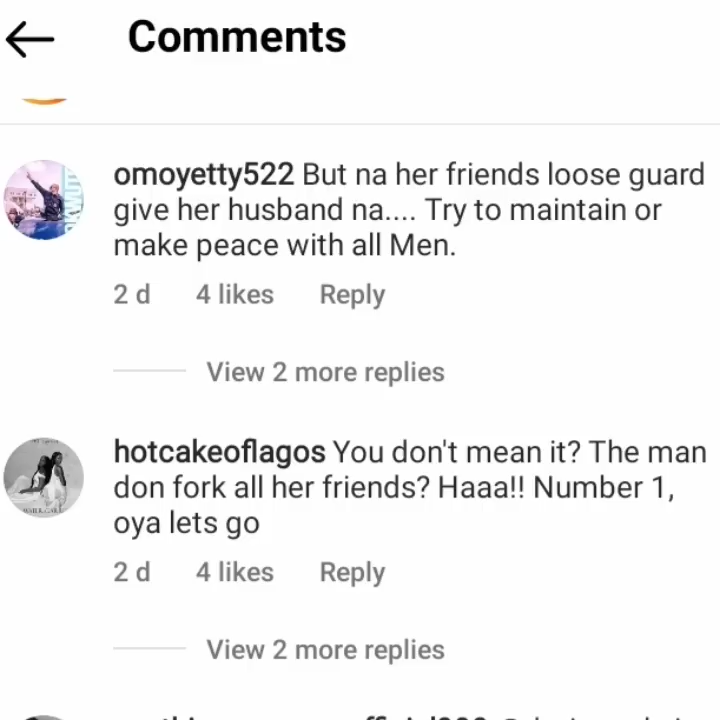 Comments
omoyetty522 But na her friends loose guard
give her husband na.... Try to maintain or
make peace with all Men.
2 d 4 likes Reply
View 2 more replies
hotcakeoflagos You don't mean it? The man
don fork all her friends? Haaa!! Number 1,
oya lets go
2 d 4 likes Reply
View 2 more replies